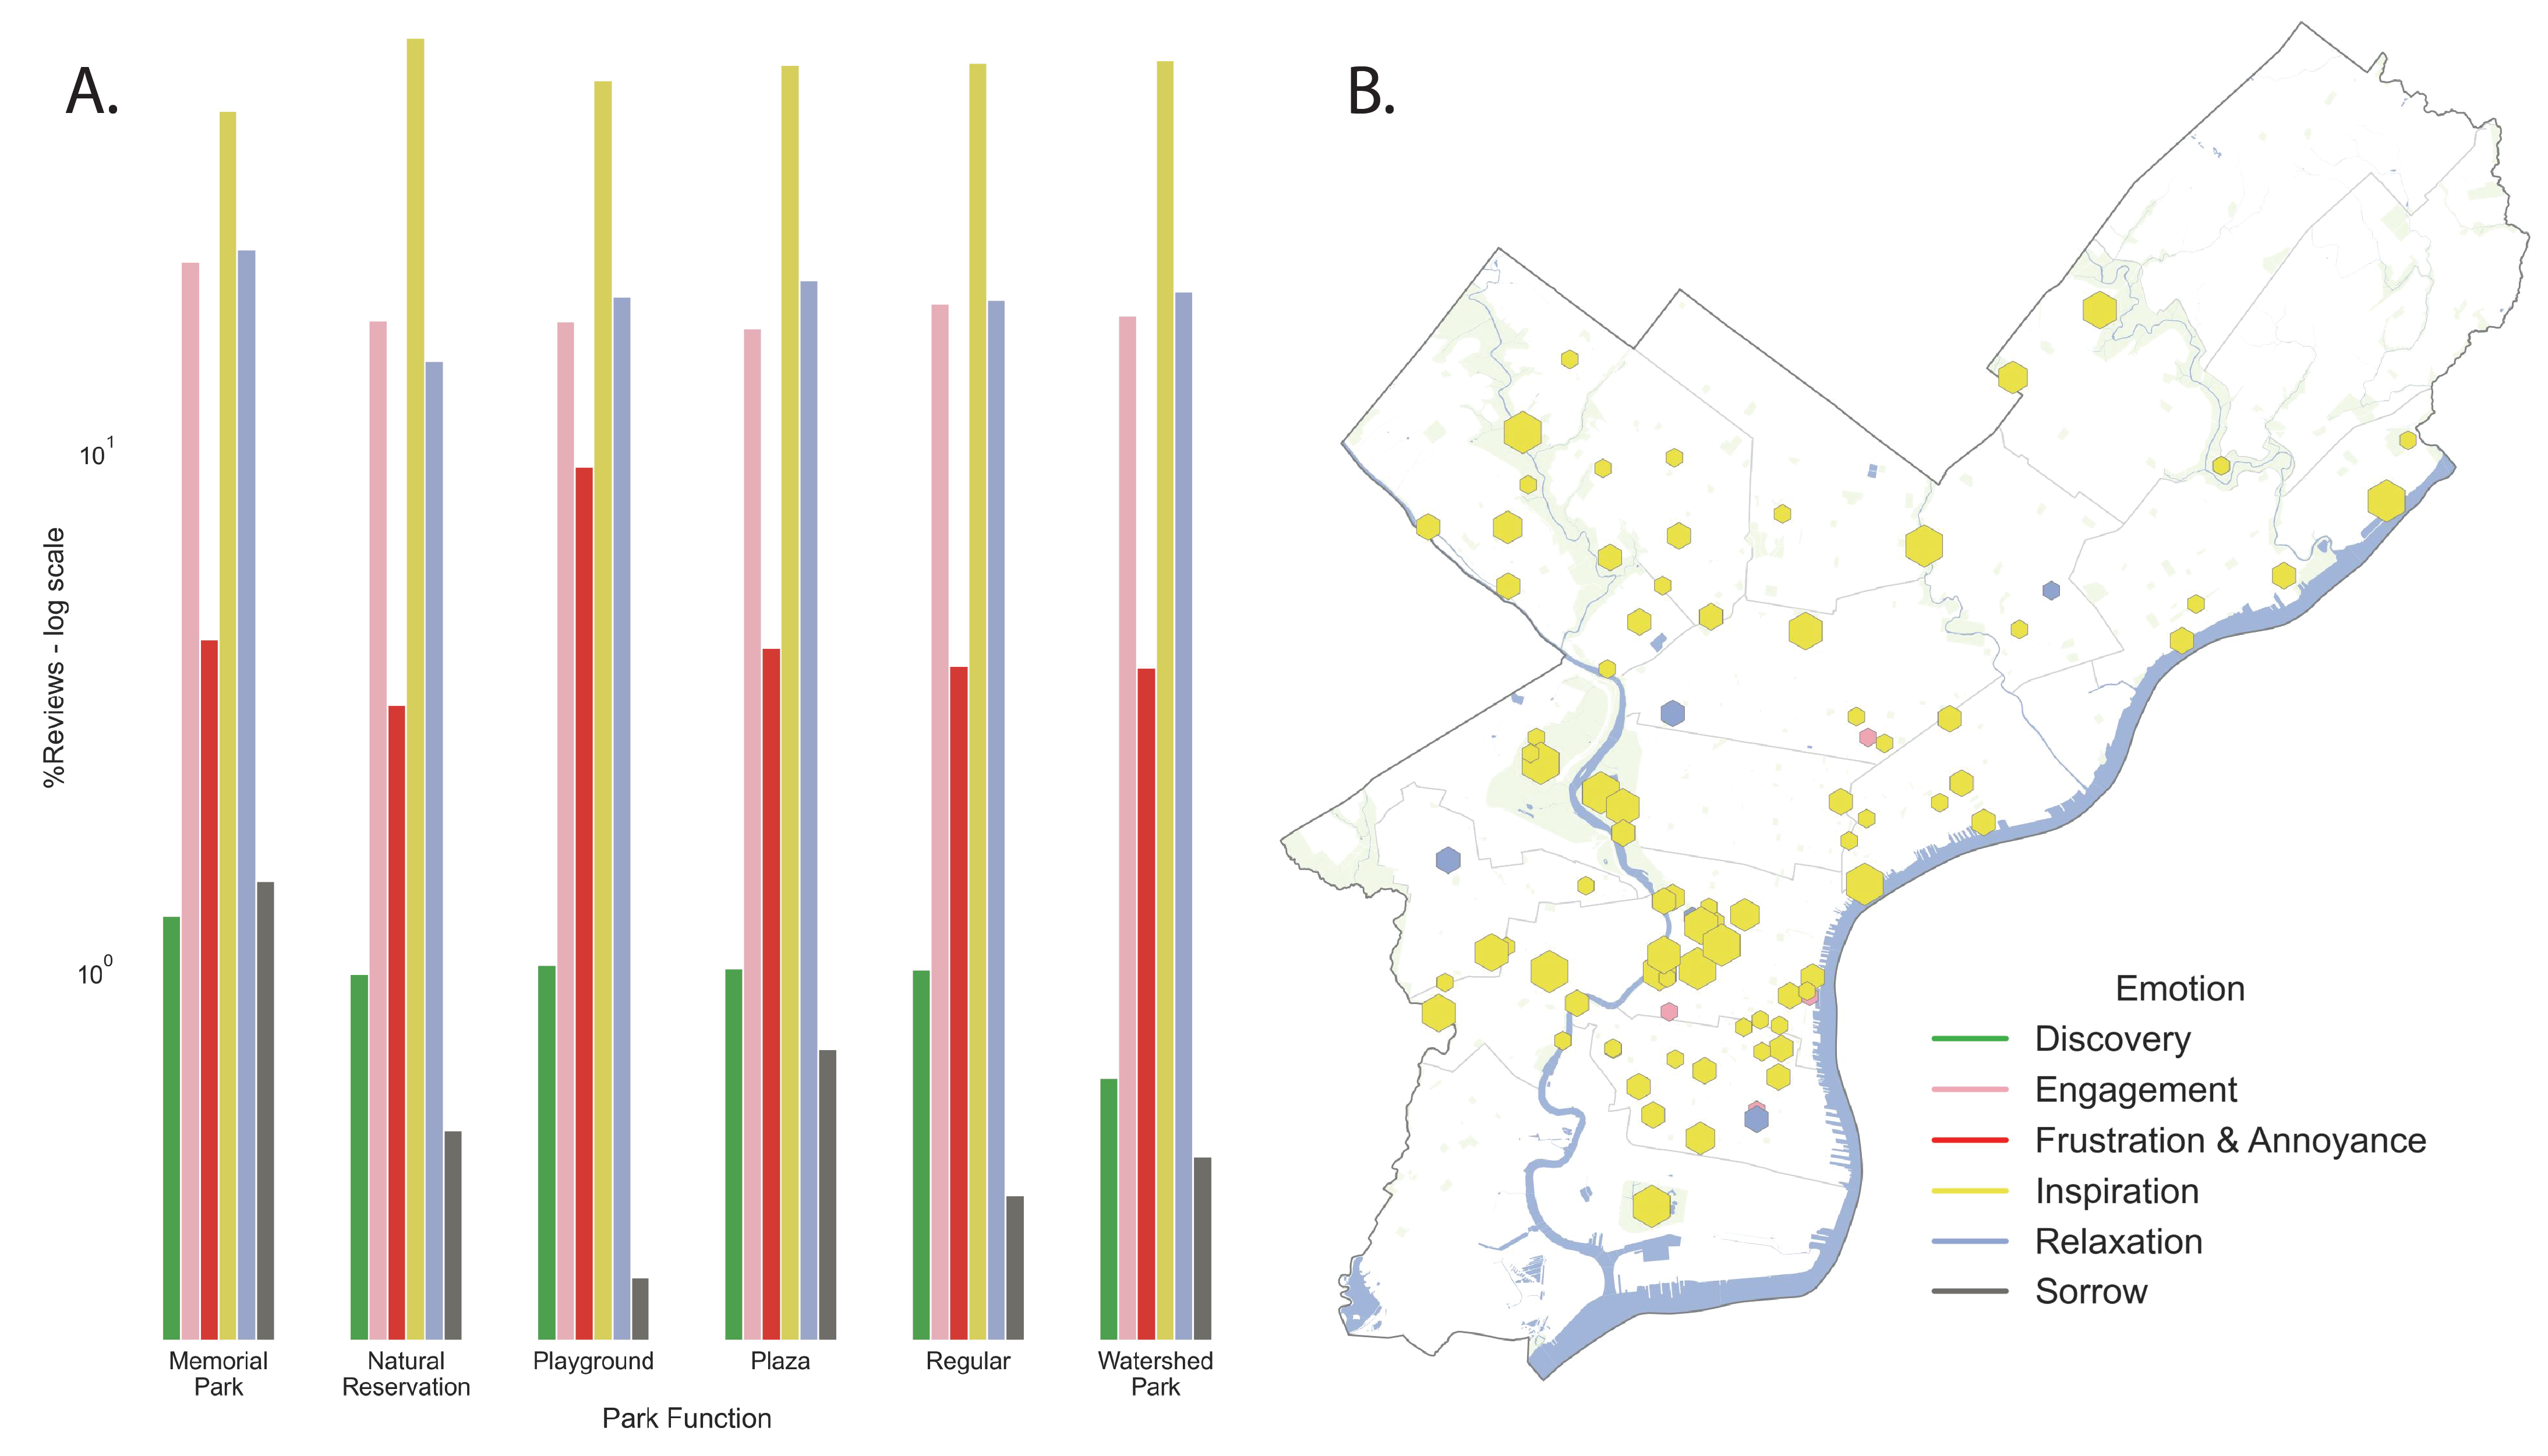 A.
%Reviews - log scale
10^1
10^0
Memorial
Park
Natural
Reservation
Playground
Plaza
Regular
Watershed
Park
Park Function
B.
Emotion
Discovery
Engagement
Frustration & Annoyance
Inspiration
Relaxation
Sorrow